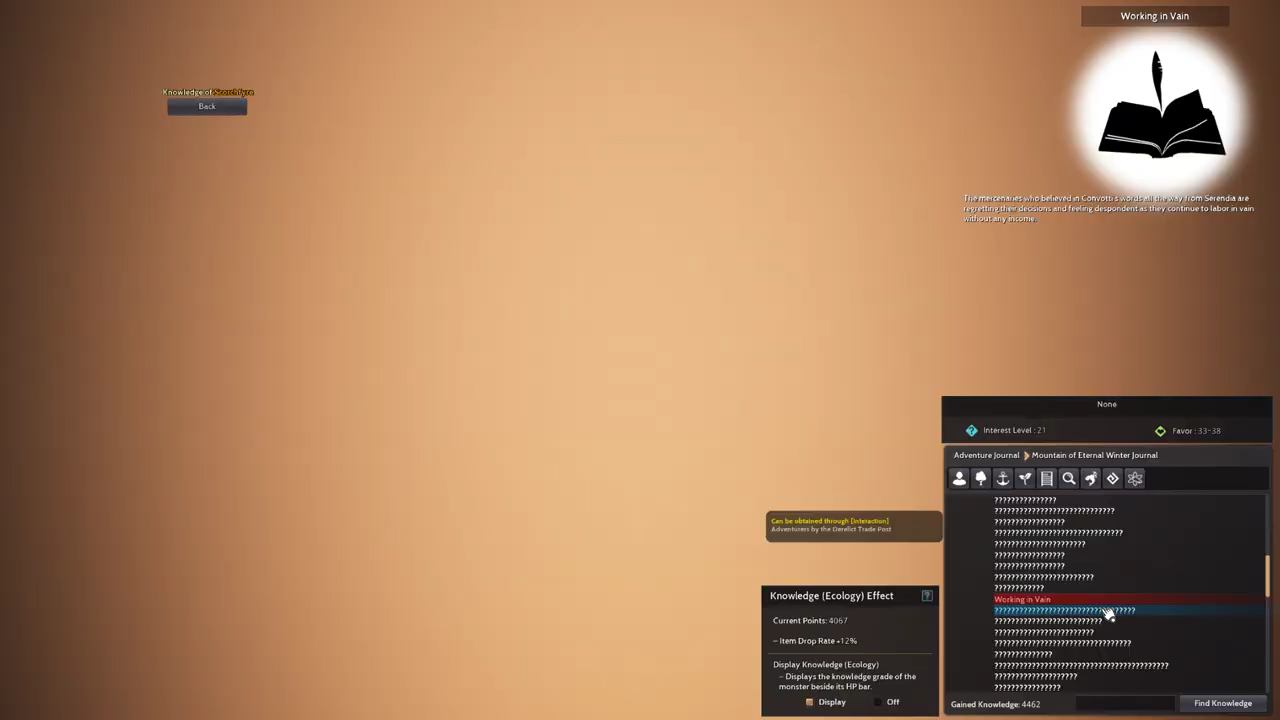 Working in Vain
Knowledge of Scorchfyre
Back
The mercenaries who believed in Convotti's words all the way from Serendia are
regretting their decisions and feeling despondent as they continue to labor in vain
without any income.
None
Interest Level : 21
Favor : 33~38
Adventure Journal
Mountain of Eternal Winter Journal
???????????????
?????????????????????????????
?????????????????
???????????????????????????????
??????????????????????
?????????????????
?????????????????
????????????????????????
????????????
Working in Vain
??????????????????????????????????
??????????????????????????
????????????????????????
?????????????????????????????????
??????????????
??????????????????????????????????????????
????????????????????
????????????????
Can be obtained through [Interaction]
Adventurers by the Derelict Trade Post
Knowledge (Ecology) Effect
?
Current Points: 4067
– Item Drop Rate +12%
Display Knowledge (Ecology)
– Displays the knowledge grade of the
monster beside its HP bar.
Display
Off
Gained Knowledge: 4462
Find Knowledge